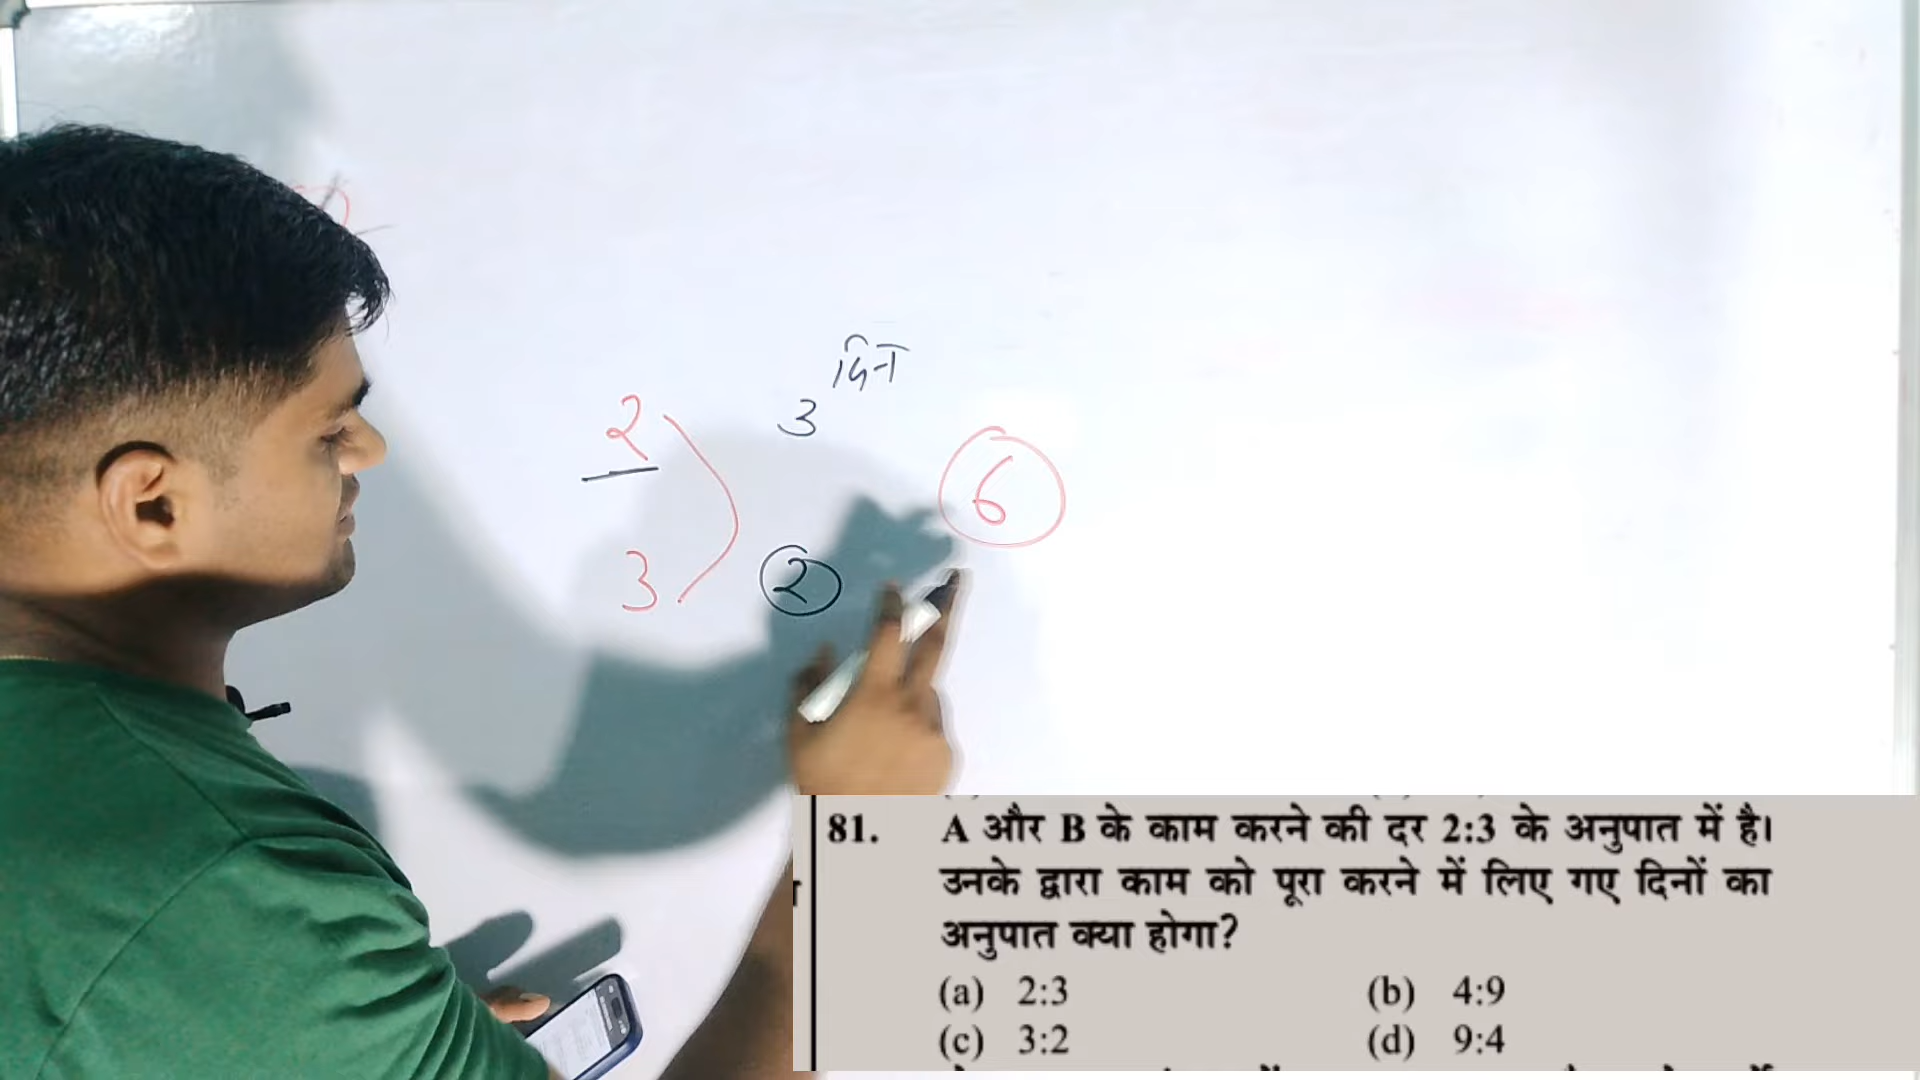 दिन
2 3
6
3 2
81. A और B के काम करने की दर 2:3 के अनुपात में है।
उनके द्वारा काम को पूरा करने में लिए गए दिनों का
अनुपात क्या होगा?
(a) 2:3 (b) 4:9
(c) 3:2 (d) 9:4